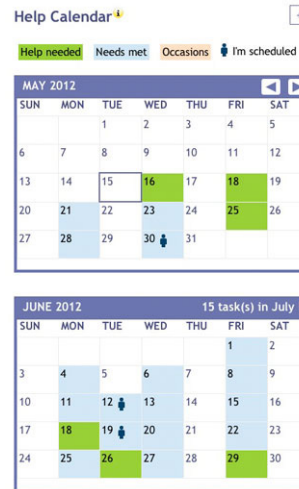 Help Calendar
Help needed Needs met Occasions I'm scheduled
MAY 2012
SUN MON TUE WED THU FRI SAT
1 2 3 4 5
6 7 8 9 10 11 12
13 14 15 16 17 18 19
20 21 22 23 24 25 26
27 28 29 30 31
JUNE 2012 15 task(s) in July
SUN MON TUE WED THU FRI SAT
1 2
3 4 5 6 7 8 9
10 11 12 13 14 15 16
17 18 19 20 21 22 23
24 25 26 27 28 29 30